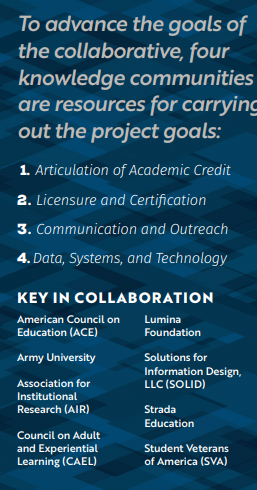 To advance the goals of
the collaborative, four
knowledge communities
are resources for carrying
out the project goals:
1. Articulation of Academic Credit
2. Licensure and Certification
3. Communication and Outreach
4. Data, Systems, and Technology
KEY IN COLLABORATION
American Council on
Education (ACE)
Army University
Association for
Institutional
Research (AIR)
Council on Adult
and Experiential
Learning (CAEL)
Lumina
Foundation
Solutions for
Information Design,
LLC (SOLID)
Strada
Education
Student Veterans
of America (SVA)